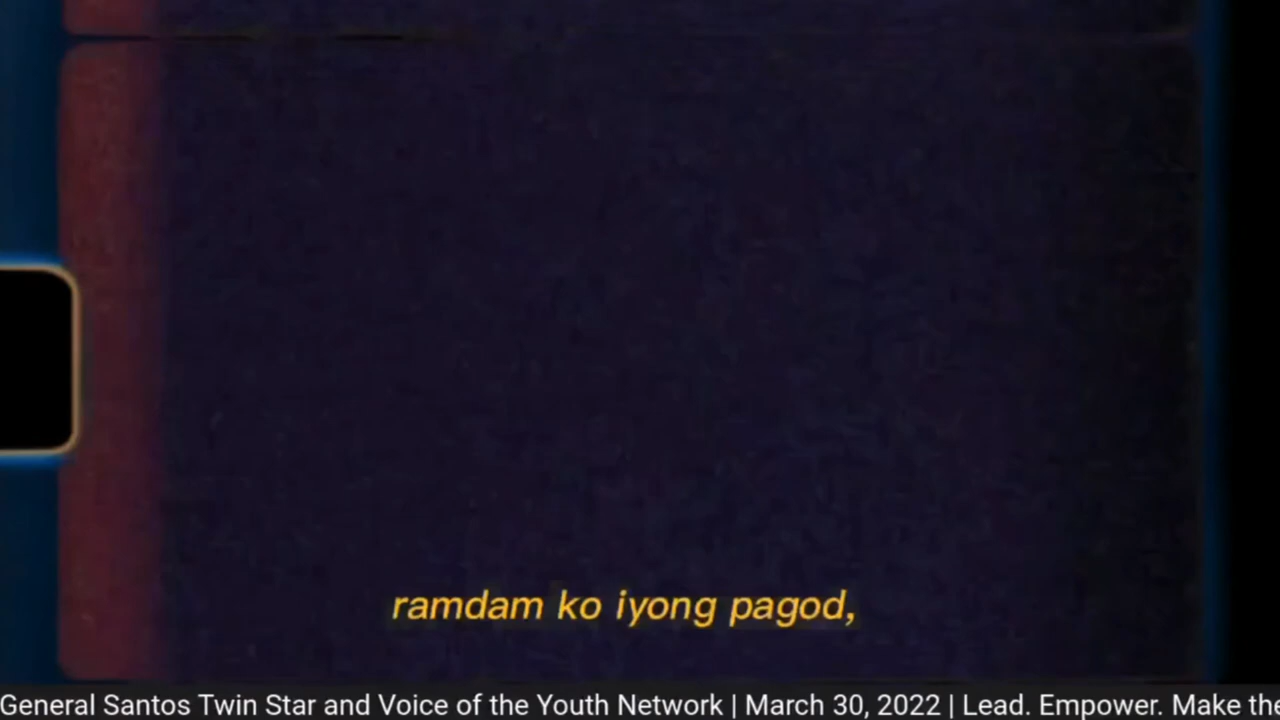 ramdam ko iyong pagod,
General Santos Twin Star and Voice of the Youth Network | March 30, 2022 | Lead. Empower. Make the